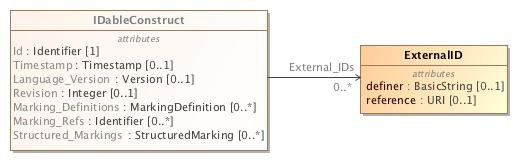 IDableConstruct
attributes
Id : Identifier [1]
Timestamp : Timestamp [0..1]
Language_Version : Version [0..1]
Revision : Integer [0..1]
Marking_Definitions : MarkingDefinition [0..*]
Marking_Refs : Identifier [0..*]
Structured_Markings : StructuredMarking [0..*]
External_IDs
0..*
ExternalID
attributes
definer : BasicString [0..1]
reference : URI [0..1]